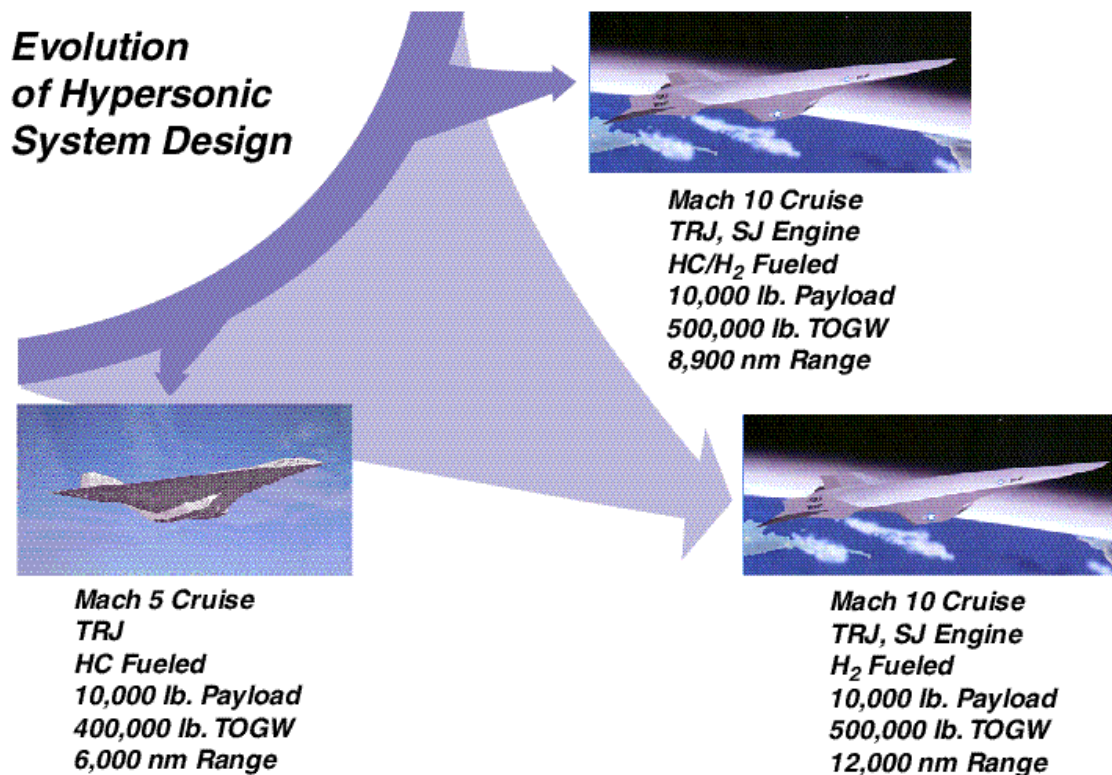 Evolution
of Hypersonic
System Design
Mach 10 Cruise
TRJ, SJ Engine
HC/H₂ Fueled
10,000 lb. Payload
500,000 lb. TOGW
8,900 nm Range
Mach 5 Cruise
TRJ
HC Fueled
10,000 lb. Payload
400,000 lb. TOGW
6,000 nm Range
Mach 10 Cruise
TRJ, SJ Engine
H₂ Fueled
10,000 lb. Payload
500,000 lb. TOGW
12,000 nm Range